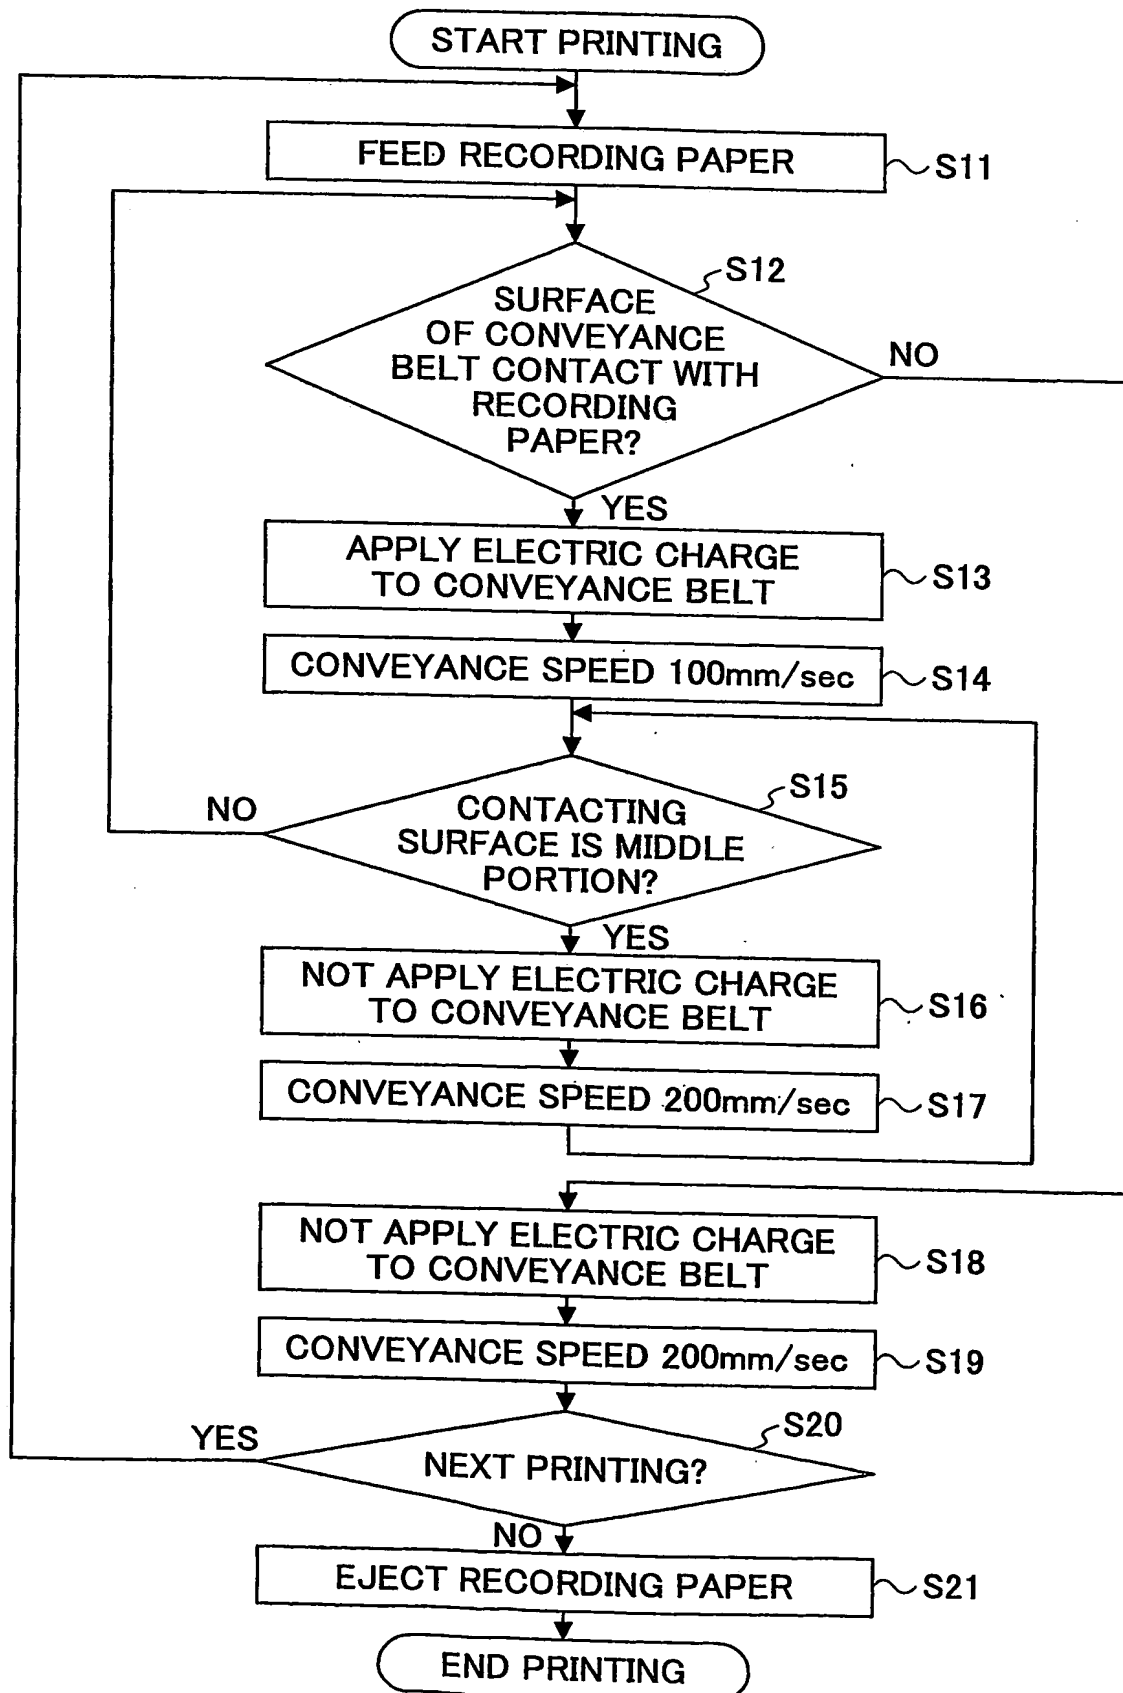 START PRINTING
FEED RECORDING PAPER
S11
S12
SURFACE
OF CONVEYANCE
BELT CONTACT WITH
RECORDING
PAPER?
NO
YES
APPLY ELECTRIC CHARGE
TO CONVEYANCE BELT
S13
CONVEYANCE SPEED 100mm/sec
S14
S15
NO
CONTACTING
SURFACE IS MIDDLE
PORTION?
YES
NOT APPLY ELECTRIC CHARGE
TO CONVEYANCE BELT
S16
CONVEYANCE SPEED 200mm/sec
S17
NOT APPLY ELECTRIC CHARGE
TO CONVEYANCE BELT
S18
CONVEYANCE SPEED 200mm/sec
S19
S20
YES
NEXT PRINTING?
NO
EJECT RECORDING PAPER
S21
END PRINTING